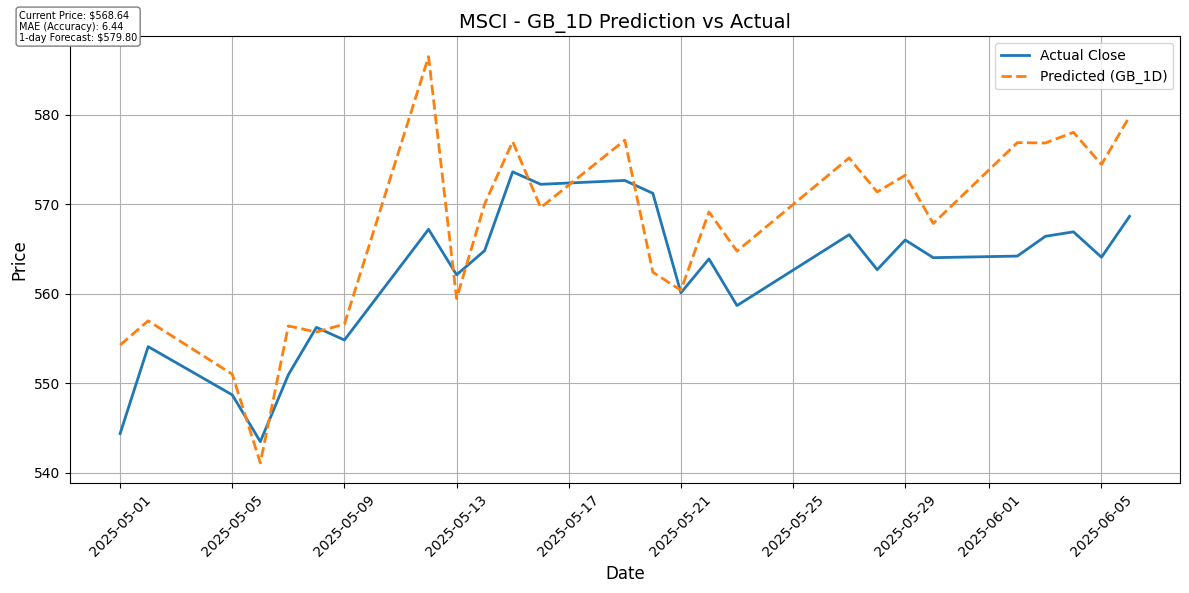 Current Price: $568.64
MAE (Accuracy): 6.44
1-day Forecast: $579.80
MSCI - GB_1D Prediction vs Actual
Actual Close
Predicted (GB_1D)
Price
580
570
560
550
540
2025-05-01
2025-05-05
2025-05-09
2025-05-13
2025-05-17
2025-05-21
2025-05-25
2025-05-29
2025-06-01
2025-06-05
Date